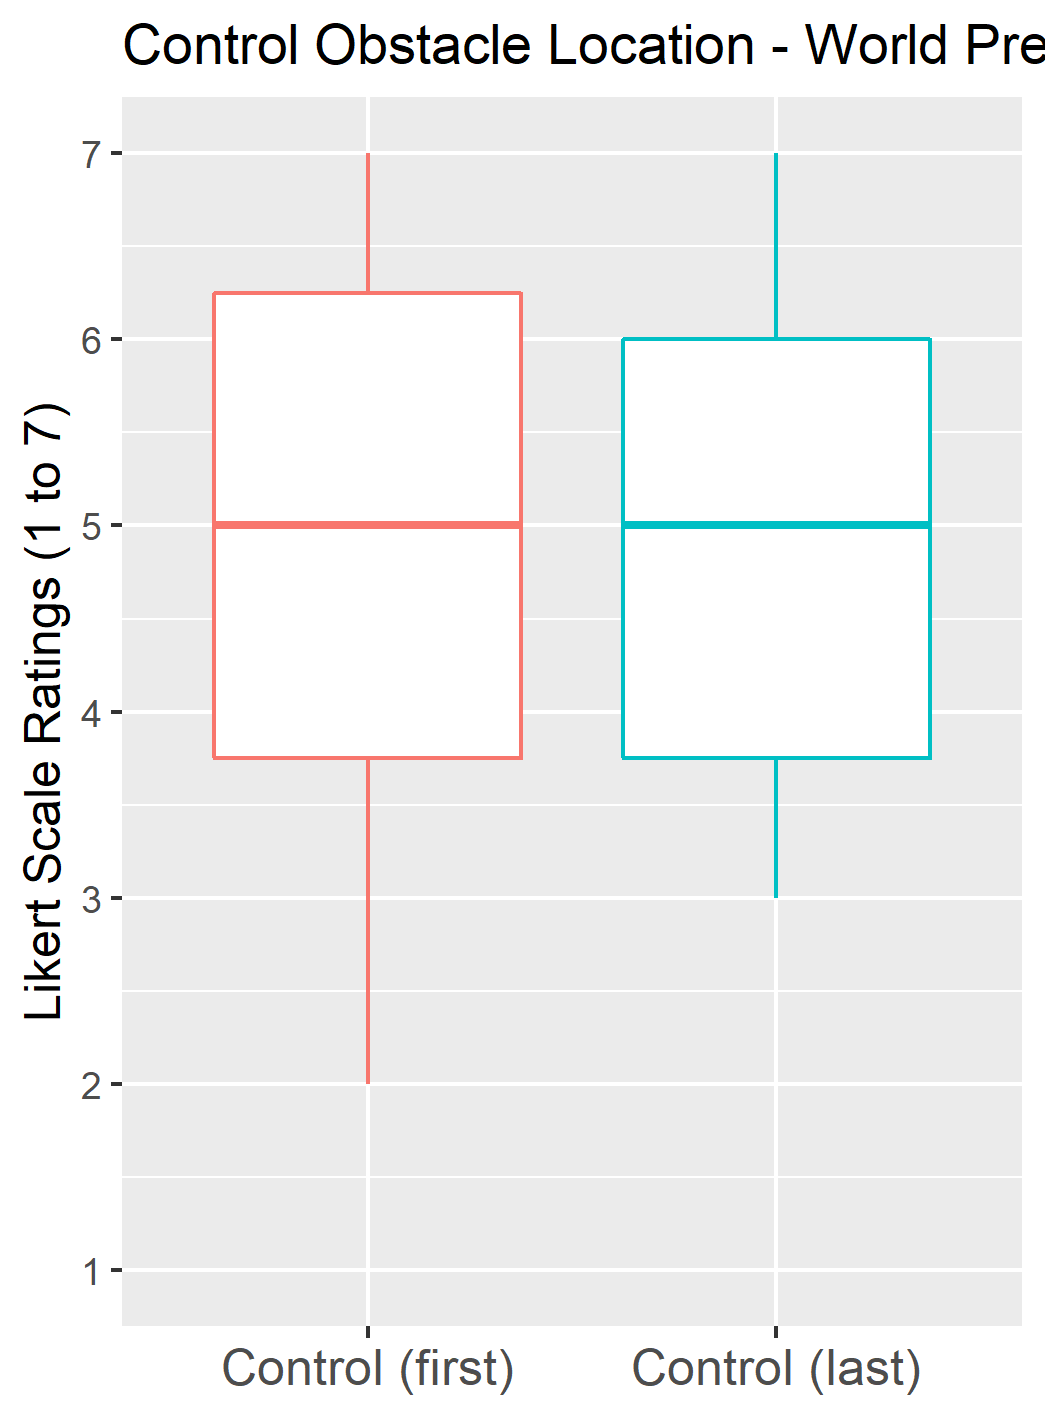 Control Obstacle Location - World Pre
Likert Scale Ratings (1 to 7)
7
6
5
4
3
2
1
Control (first)
Control (last)